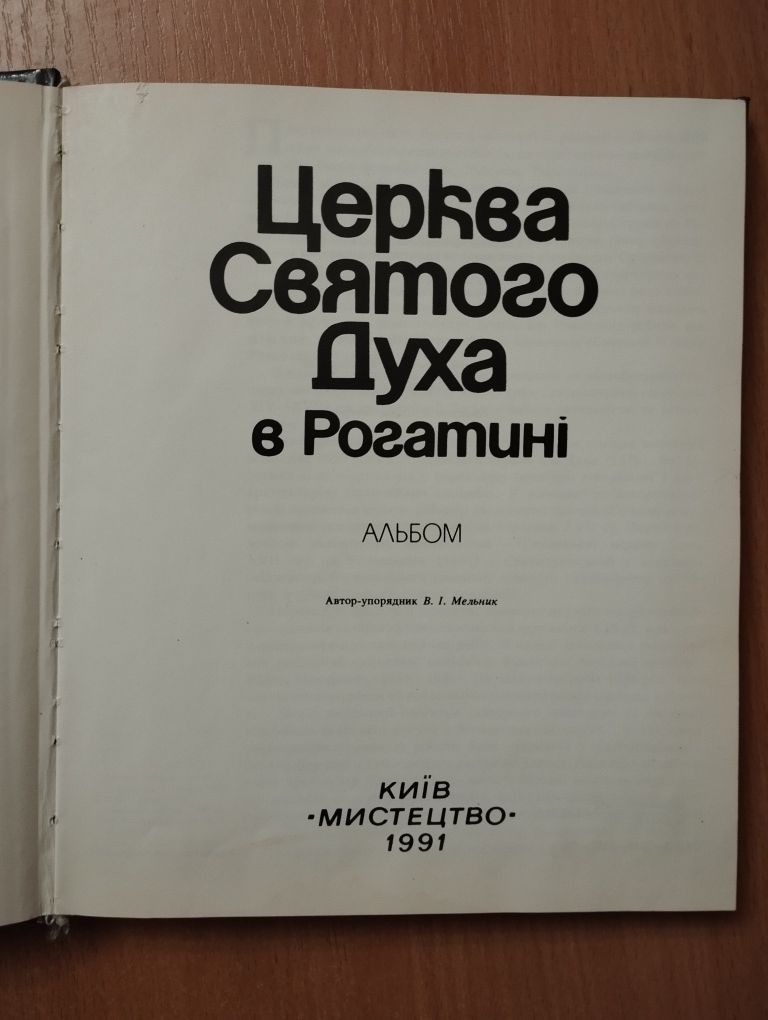 Церква
Святого
Духа
в Рогатині
АЛЬБОМ
Автор-упорядник В. І. Мельник
КИЇВ
·МИСТЕЦТВО·
1991